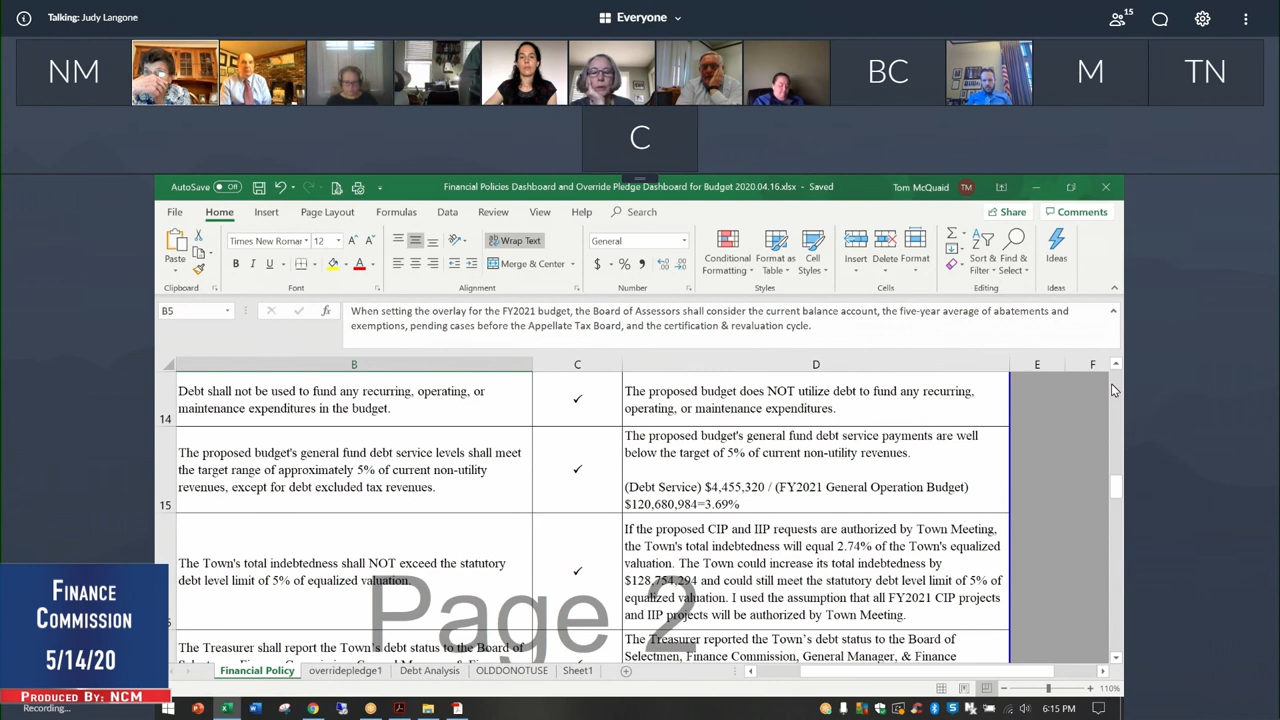 Talking: Judy Langone
Everyone
15
NM
BC
M
TN
C
AutoSave Off
Financial Policies Dashboard and Override Pledge Dashboard for Budget 2020.04.16.xlsx - Saved
Tom McQuaid
TM
File Home Insert Page Layout Formulas Data Review View Help Search
Share
Comments
Paste
Times New Romar 12
B I U
Wrap Text
Merge & Center
General
$ %
Conditional Formatting
Format as Table
Cell Styles
Insert Delete Format
Sort & Filter
Find & Select
Ideas
Clipboard Font Alignment Number Styles Cells Editing Ideas
B5
fx
When setting the overlay for the FY2021 budget, the Board of Assessors shall consider the current balance account, the five-year average of abatements and
exemptions, pending cases before the Appellate Tax Board, and the certification & revaluation cycle.
B C D E F
14
Debt shall not be used to fund any recurring, operating, or
maintenance expenditures in the budget.
✓
The proposed budget does NOT utilize debt to fund any recurring,
operating, or maintenance expenditures.
15
The proposed budget's general fund debt service levels shall meet
the target range of approximately 5% of current non-utility
revenues, except for debt excluded tax revenues.
✓
The proposed budget's general fund debt service payments are well
below the target of 5% of current non-utility revenues.
(Debt Service) $4,455,320 / (FY2021 General Operation Budget)
$120,680,984=3.69%
The Town's total indebtedness shall NOT exceed the statutory
debt level limit of 5% of equalized valuation.
✓
If the proposed CIP and IIP requests are authorized by Town Meeting,
the Town's total indebtedness will equal 2.74% of the Town's equalized
valuation. The Town could increase its total indebtedness by
$128,754,294 and could still meet the statutory debt level limit of 5% of
equalized valuation. I used the assumption that all FY2021 CIP projects
and IIP projects will be authorized by Town Meeting.
Page 2
The Treasurer shall report the Town's debt status to the Board of
The Treasurer reported the Town's debt status to the Board of
Selectmen, Finance Commission, General Manager, & Finance
Financial Policy overridepledge1 Debt Analysis OLDDONOTUSE Sheet1
110%
FINANCE
COMMISSION
5/14/20
PRODUCED BY: NCM
Recording...
6:15 PM